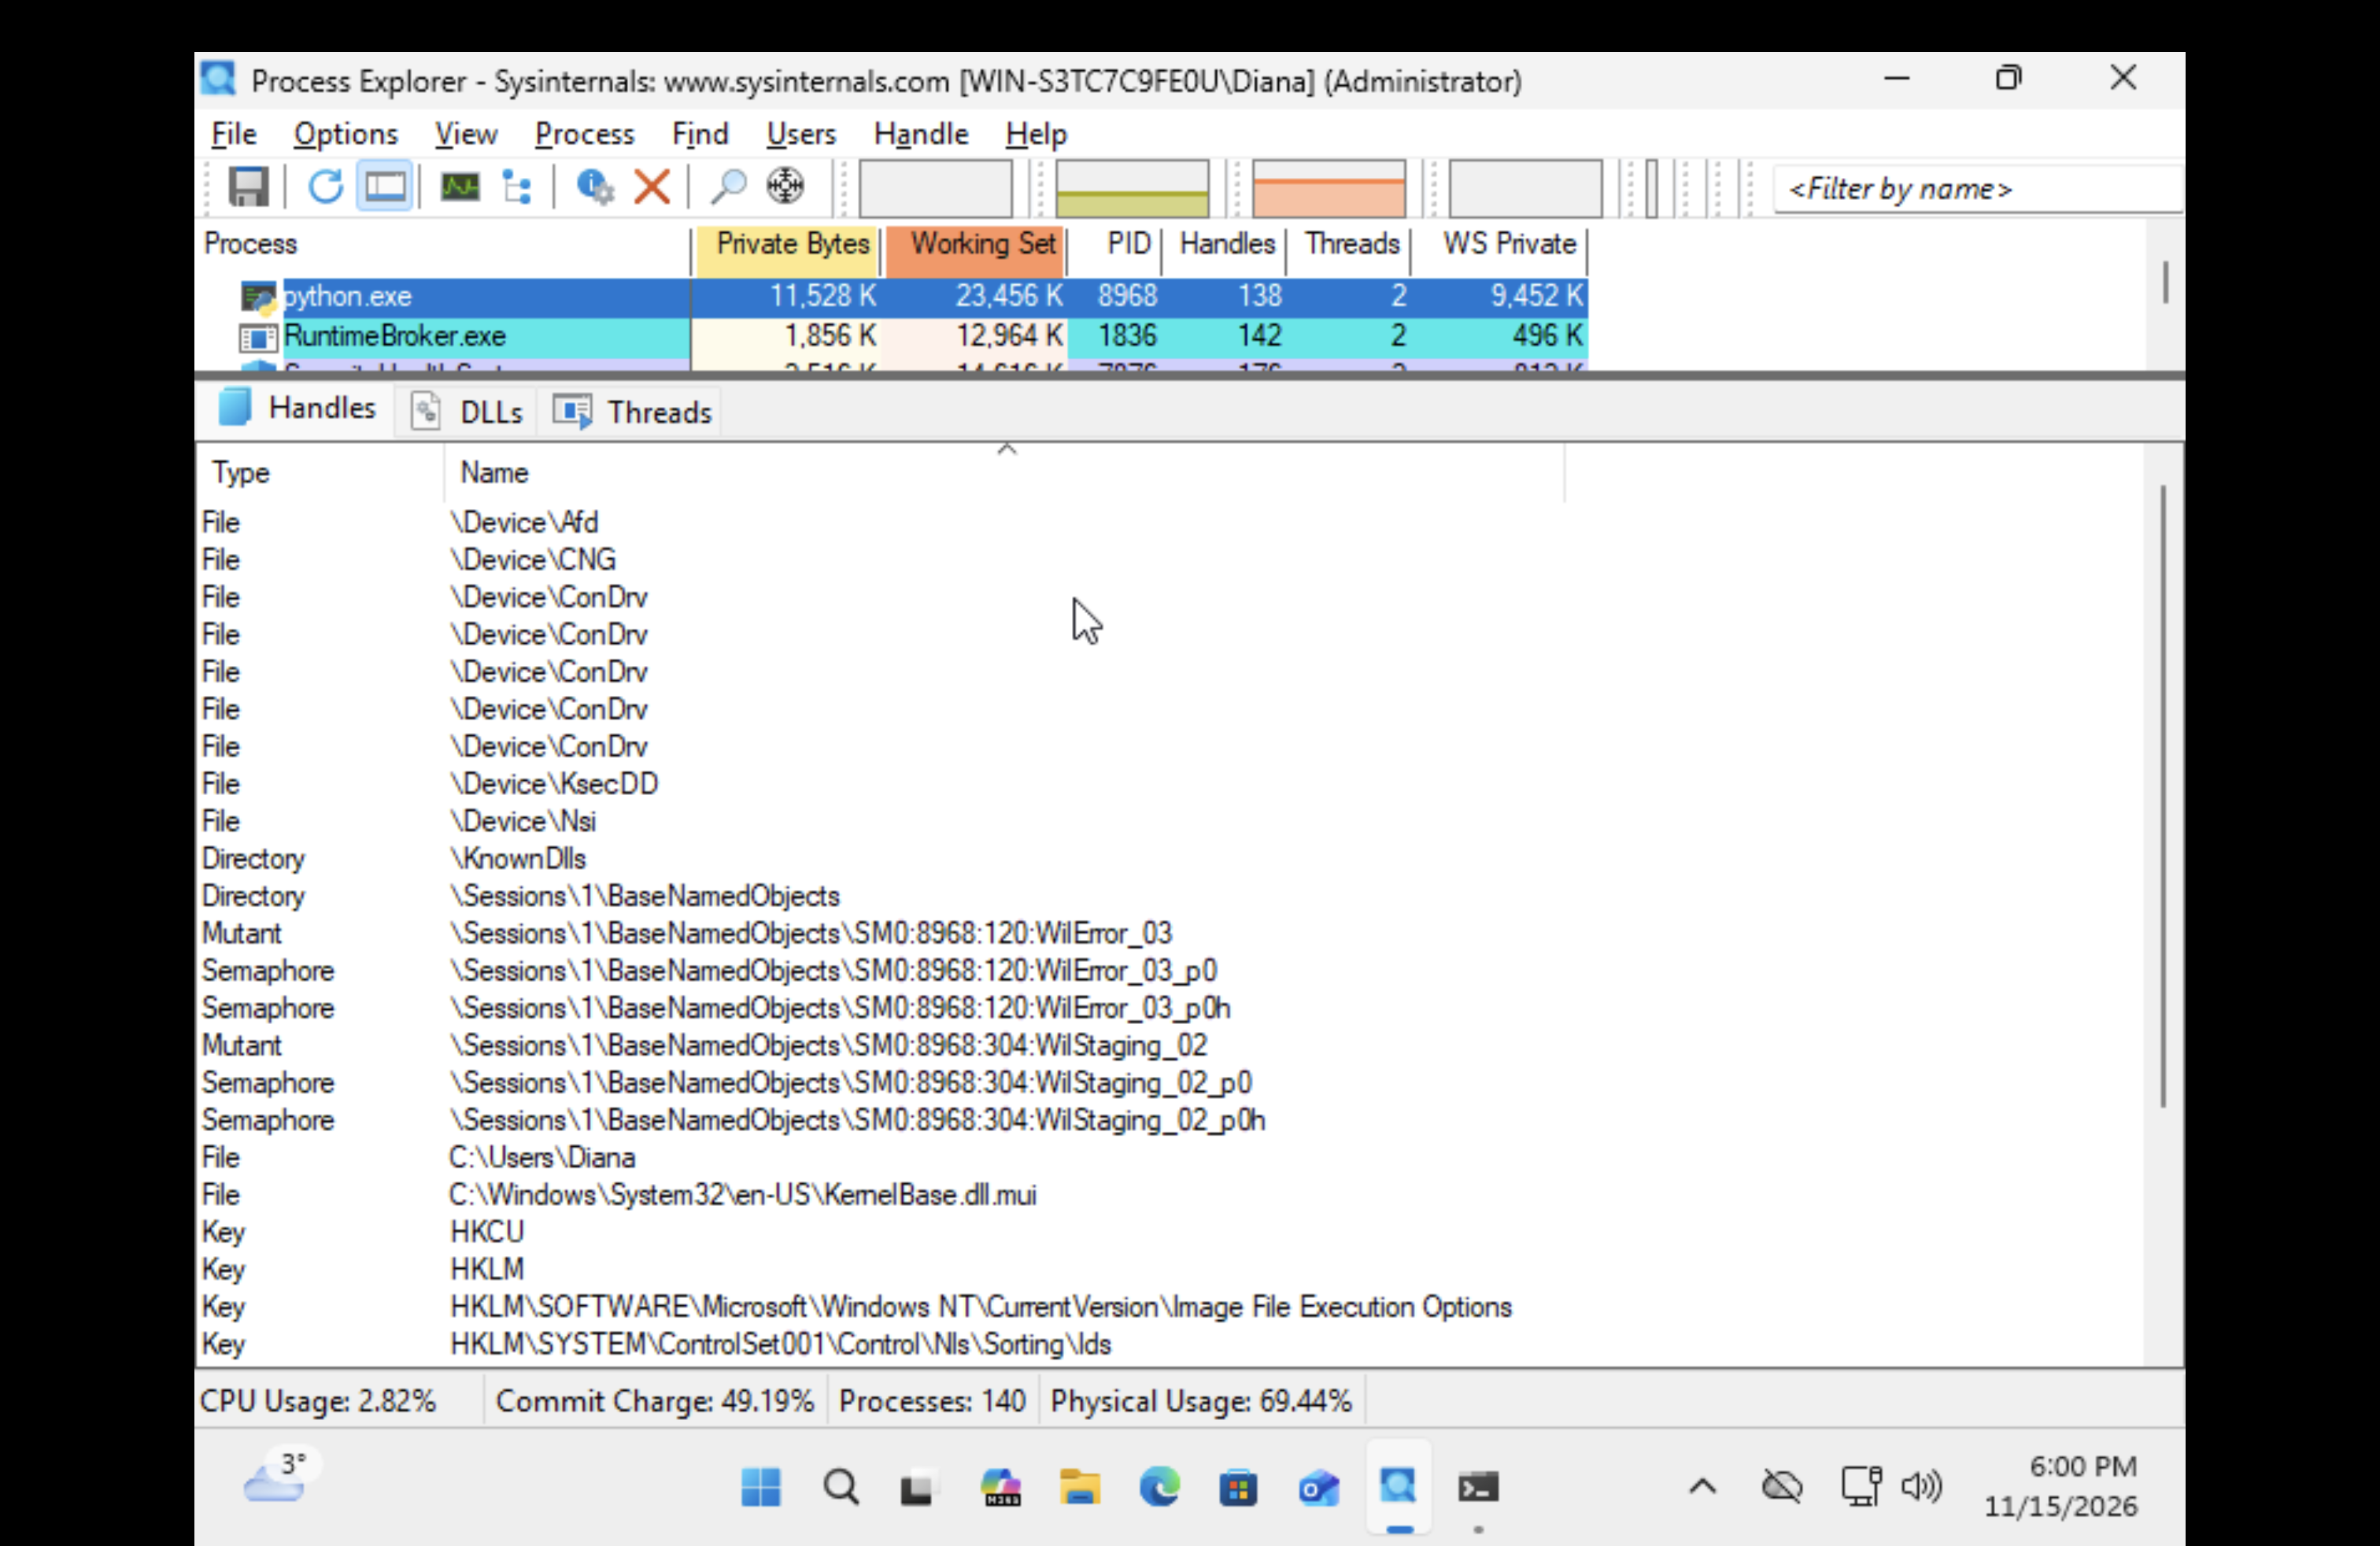 Process Explorer - Sysinternals: www.sysinternals.com [WIN-S3TC7C9FE0U\Diana] (Administrator)
File Options View Process Find Users Handle Help
<Filter by name>
Process Private Bytes Working Set PID Handles Threads WS Private
python.exe 11,528 K 23,456 K 8968 138 2 9,452 K
RuntimeBroker.exe 1,856 K 12,964 K 1836 142 2 496 K
Handles DLLs Threads
Type Name
File \Device\Afd
File \Device\CNG
File \Device\ConDrv
File \Device\ConDrv
File \Device\ConDrv
File \Device\ConDrv
File \Device\ConDrv
File \Device\KsecDD
File \Device\Nsi
Directory \KnownDlls
Directory \Sessions\1\BaseNamedObjects
Mutant \Sessions\1\BaseNamedObjects\SM0:8968:120:WilError_03
Semaphore \Sessions\1\BaseNamedObjects\SM0:8968:120:WilError_03_p0
Semaphore \Sessions\1\BaseNamedObjects\SM0:8968:120:WilError_03_p0h
Mutant \Sessions\1\BaseNamedObjects\SM0:8968:304:WilStaging_02
Semaphore \Sessions\1\BaseNamedObjects\SM0:8968:304:WilStaging_02_p0
Semaphore \Sessions\1\BaseNamedObjects\SM0:8968:304:WilStaging_02_p0h
File C:\Users\Diana
File C:\Windows\System32\en-US\KernelBase.dll.mui
Key HKCU
Key HKLM
Key HKLM\SOFTWARE\Microsoft\Windows NT\CurrentVersion\Image File Execution Options
Key HKLM\SYSTEM\ControlSet001\Control\Nls\Sorting\Ids
CPU Usage: 2.82% Commit Charge: 49.19% Processes: 140 Physical Usage: 69.44%
3°
M365
6:00 PM
11/15/2026